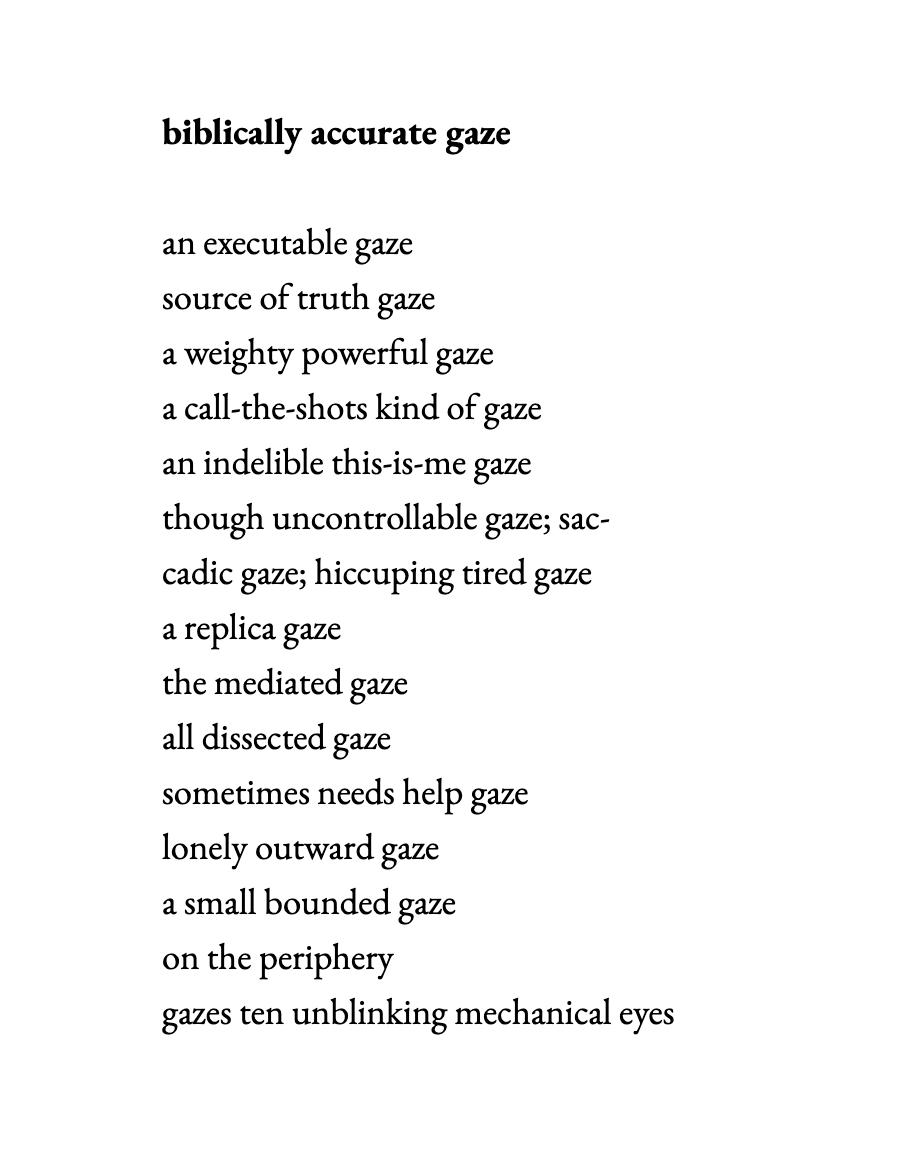 biblically accurate gaze
an executable gaze
source of truth gaze
a weighty powerful gaze
a call-the-shots kind of gaze
an indelible this-is-me gaze
though uncontrollable gaze; sac-
cadic gaze; hiccuping tired gaze
a replica gaze
the mediated gaze
all dissected gaze
sometimes needs help gaze
lonely outward gaze
a small bounded gaze
on the periphery
gazes ten unblinking mechanical eyes